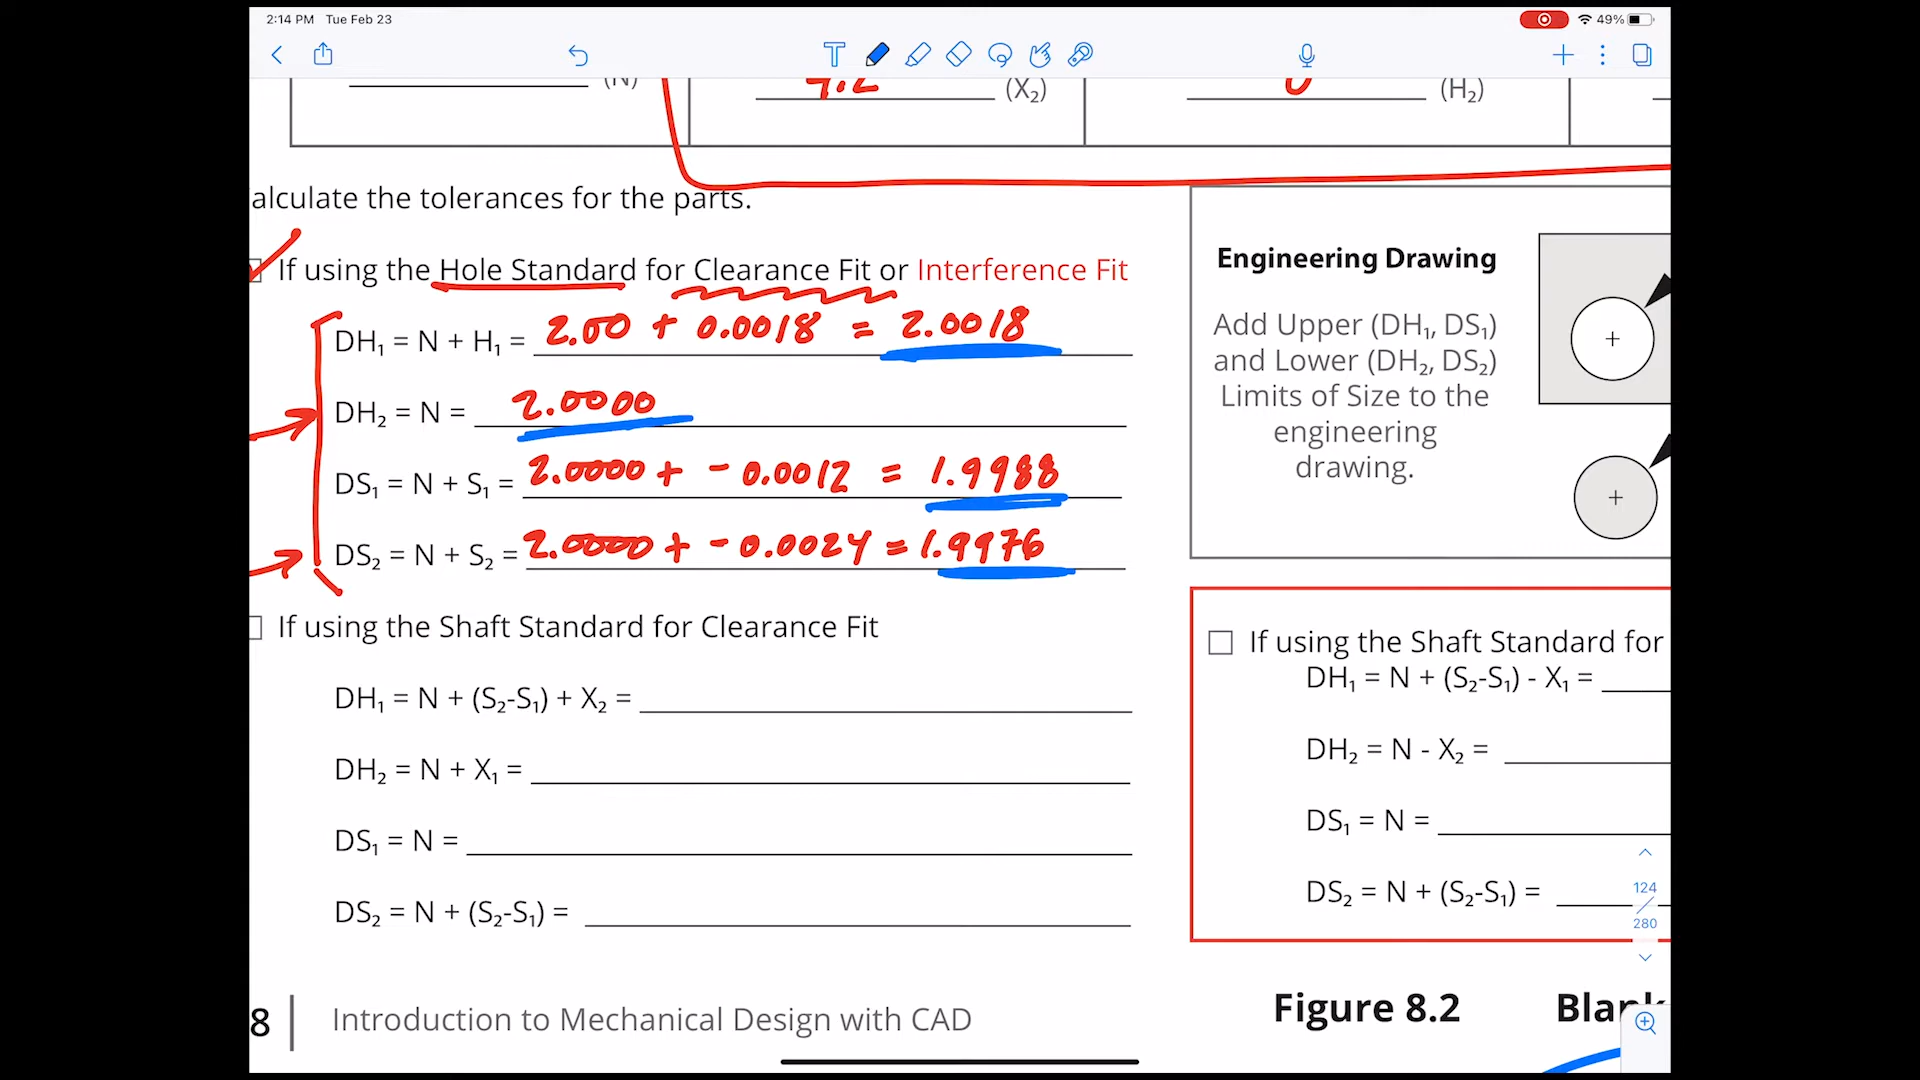 2:14 PM Tue Feb 23
49%
(N)
4.2 (X₂)
0 (H₂)
alculate the tolerances for the parts.
If using the Hole Standard for Clearance Fit or Interference Fit
DH₁ = N + H₁ = 2.00 + 0.0018 = 2.0018
DH₂ = N = 2.0000
DS₁ = N + S₁ = 2.0000 + - 0.0012 = 1.9988
DS₂ = N + S₂ = 2.0000 + - 0.0024 = 1.9976
If using the Shaft Standard for Clearance Fit
DH₁ = N + (S₂-S₁) + X₂ =
DH₂ = N + X₁ =
DS₁ = N =
DS₂ = N + (S₂-S₁) =
Engineering Drawing
Add Upper (DH₁, DS₁)
and Lower (DH₂, DS₂)
Limits of Size to the
engineering
drawing.
If using the Shaft Standard for
DH₁ = N + (S₂-S₁) - X₁ =
DH₂ = N - X₂ =
DS₁ = N =
DS₂ = N + (S₂-S₁) =
124
280
8 | Introduction to Mechanical Design with CAD
Figure 8.2 Blank